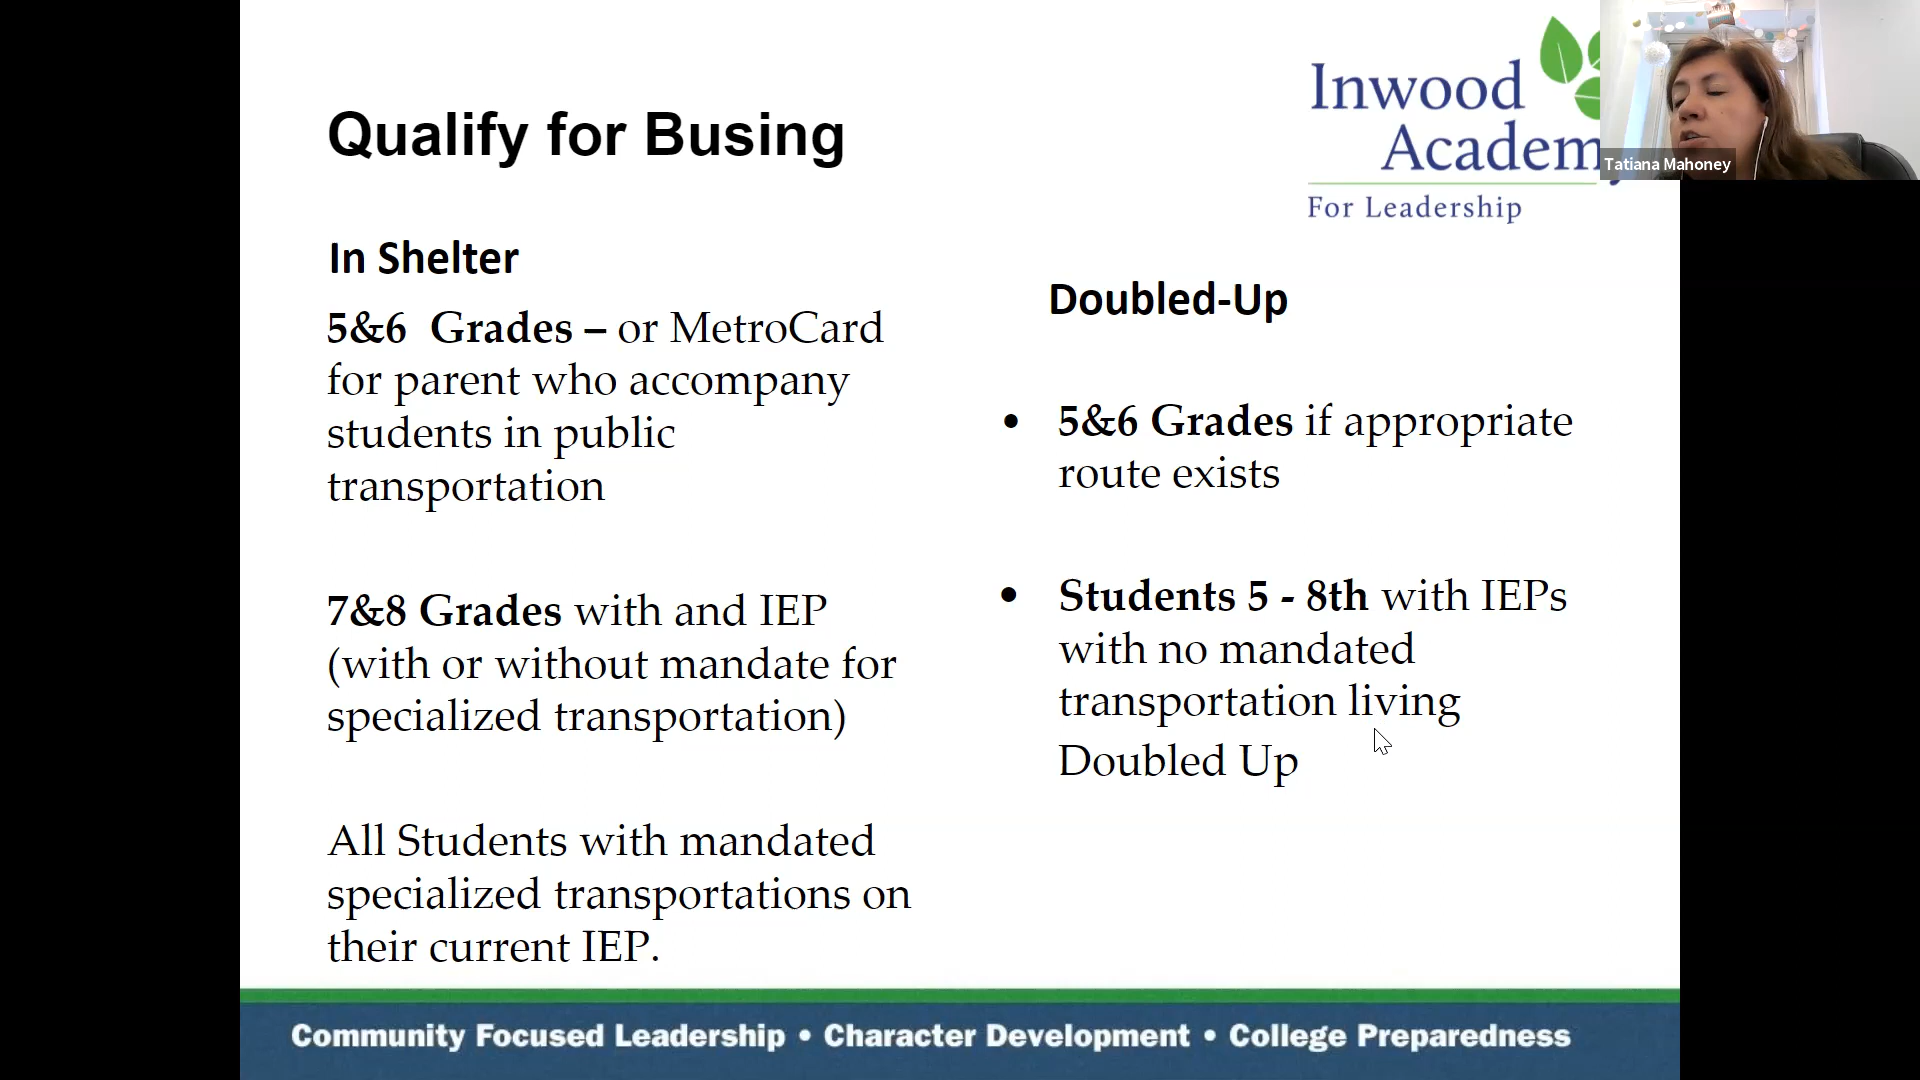 Qualify for Busing
Inwood
Academ
For Leadership
Tatiana Mahoney
In Shelter
5&6  Grades – or MetroCard
for parent who accompany
students in public
transportation
7&8 Grades with and IEP
(with or without mandate for
specialized transportation)
All Students with mandated
specialized transportations on
their current IEP.
Doubled-Up
• 5&6 Grades if appropriate
route exists
• Students 5 - 8th with IEPs
with no mandated
transportation living
Doubled Up
Community Focused Leadership • Character Development • College Preparedness